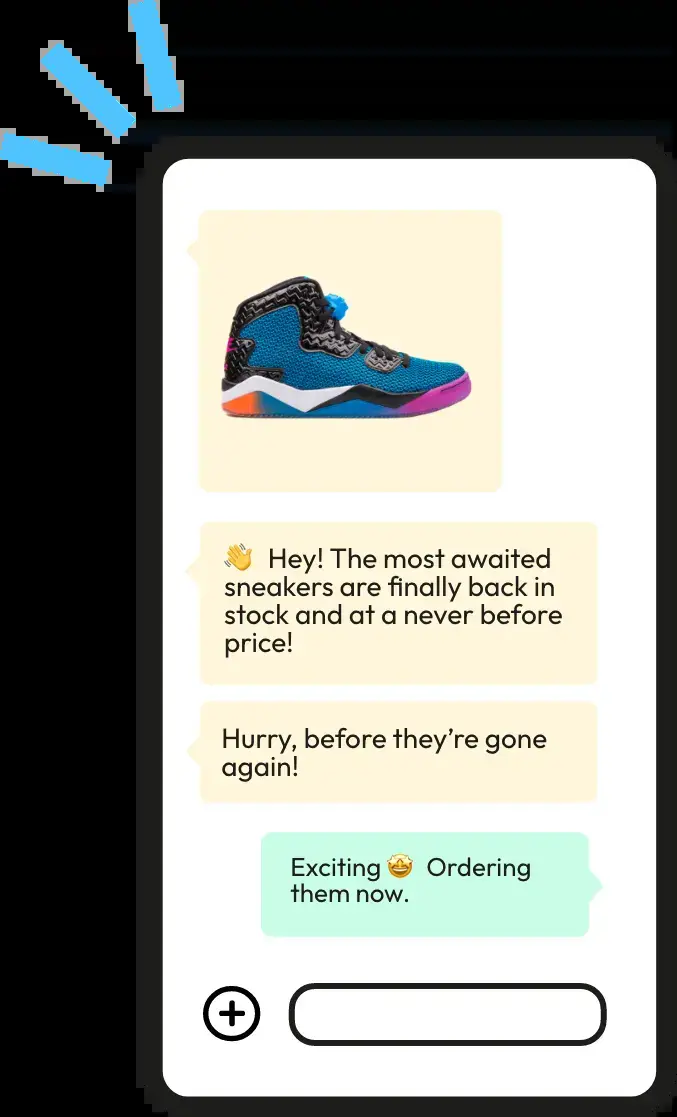 👋 Hey! The most awaited
sneakers are finally back in
stock and at a never before
price!
Hurry, before they’re gone
again!
Exciting 🤩 Ordering
them now.